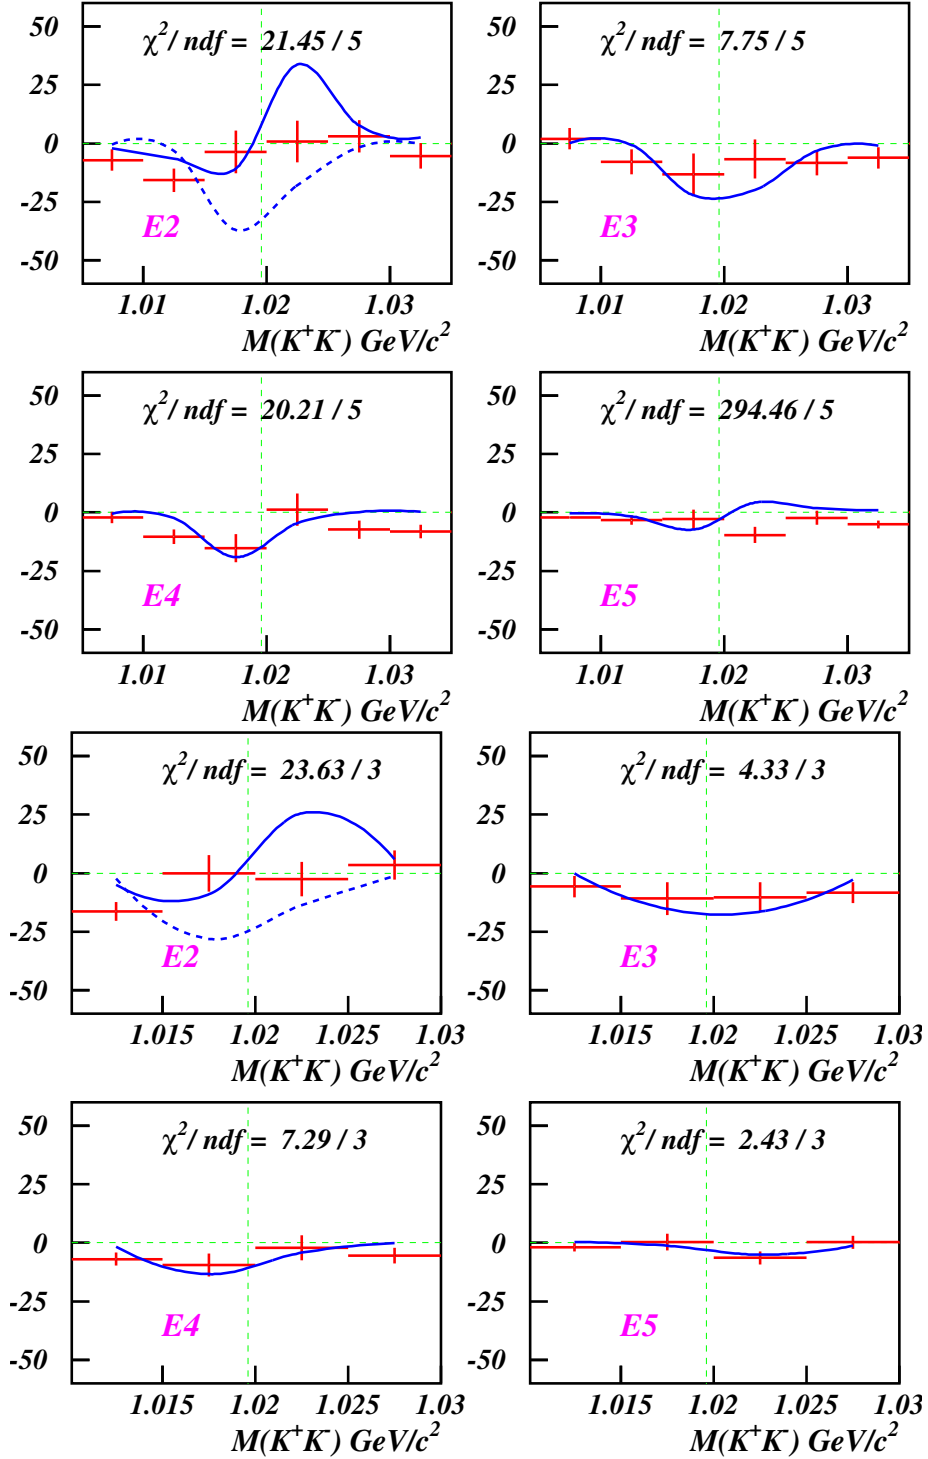 50
25
0
-25
-50
χ²/ ndf = 21.45 / 5
E2
1.01 1.02 1.03
M(K⁺K⁻) GeV/c²
50
25
0
-25
-50
χ²/ ndf = 7.75 / 5
E3
1.01 1.02 1.03
M(K⁺K⁻) GeV/c²
50
25
0
-25
-50
χ²/ ndf = 20.21 / 5
E4
1.01 1.02 1.03
M(K⁺K⁻) GeV/c²
50
25
0
-25
-50
χ²/ ndf = 294.46 / 5
E5
1.01 1.02 1.03
M(K⁺K⁻) GeV/c²
50
25
0
-25
-50
χ²/ ndf = 23.63 / 3
E2
1.015 1.02 1.025 1.03
M(K⁺K⁻) GeV/c²
50
25
0
-25
-50
χ²/ ndf = 4.33 / 3
E3
1.015 1.02 1.025 1.03
M(K⁺K⁻) GeV/c²
50
25
0
-25
-50
χ²/ ndf = 7.29 / 3
E4
1.015 1.02 1.025 1.03
M(K⁺K⁻) GeV/c²
50
25
0
-25
-50
χ²/ ndf = 2.43 / 3
E5
1.015 1.02 1.025 1.03
M(K⁺K⁻) GeV/c²